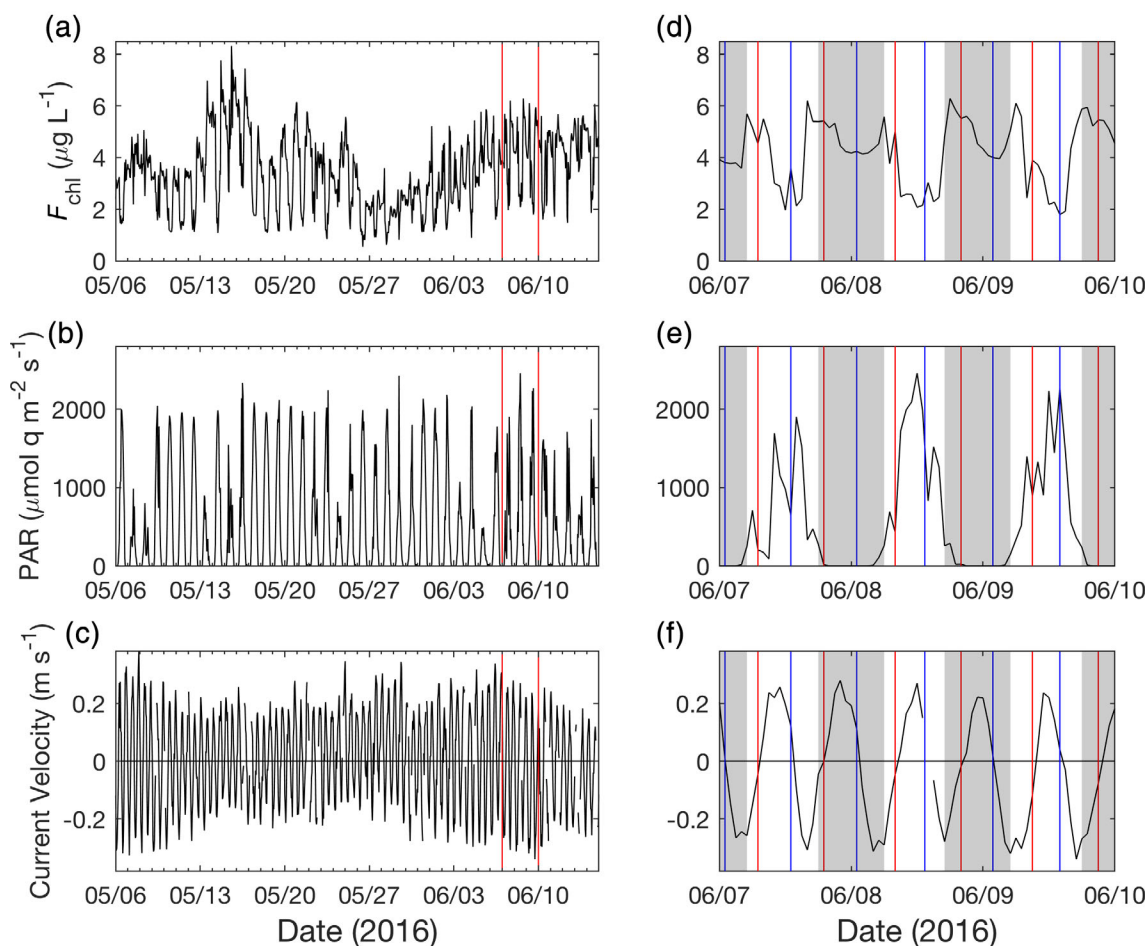 (a)
F_chl (μg L⁻¹)
8
6
4
2
0
05/06 05/13 05/20 05/27 06/03 06/10
(d)
8
6
4
2
0
06/07 06/08 06/09 06/10
(b)
PAR (μmol q m⁻² s⁻¹)
2000
1000
0
05/06 05/13 05/20 05/27 06/03 06/10
(e)
2000
1000
0
06/07 06/08 06/09 06/10
(c)
Current Velocity (m s⁻¹)
0.2
0
-0.2
05/06 05/13 05/20 05/27 06/03 06/10
Date (2016)
(f)
0.2
0
-0.2
06/07 06/08 06/09 06/10
Date (2016)